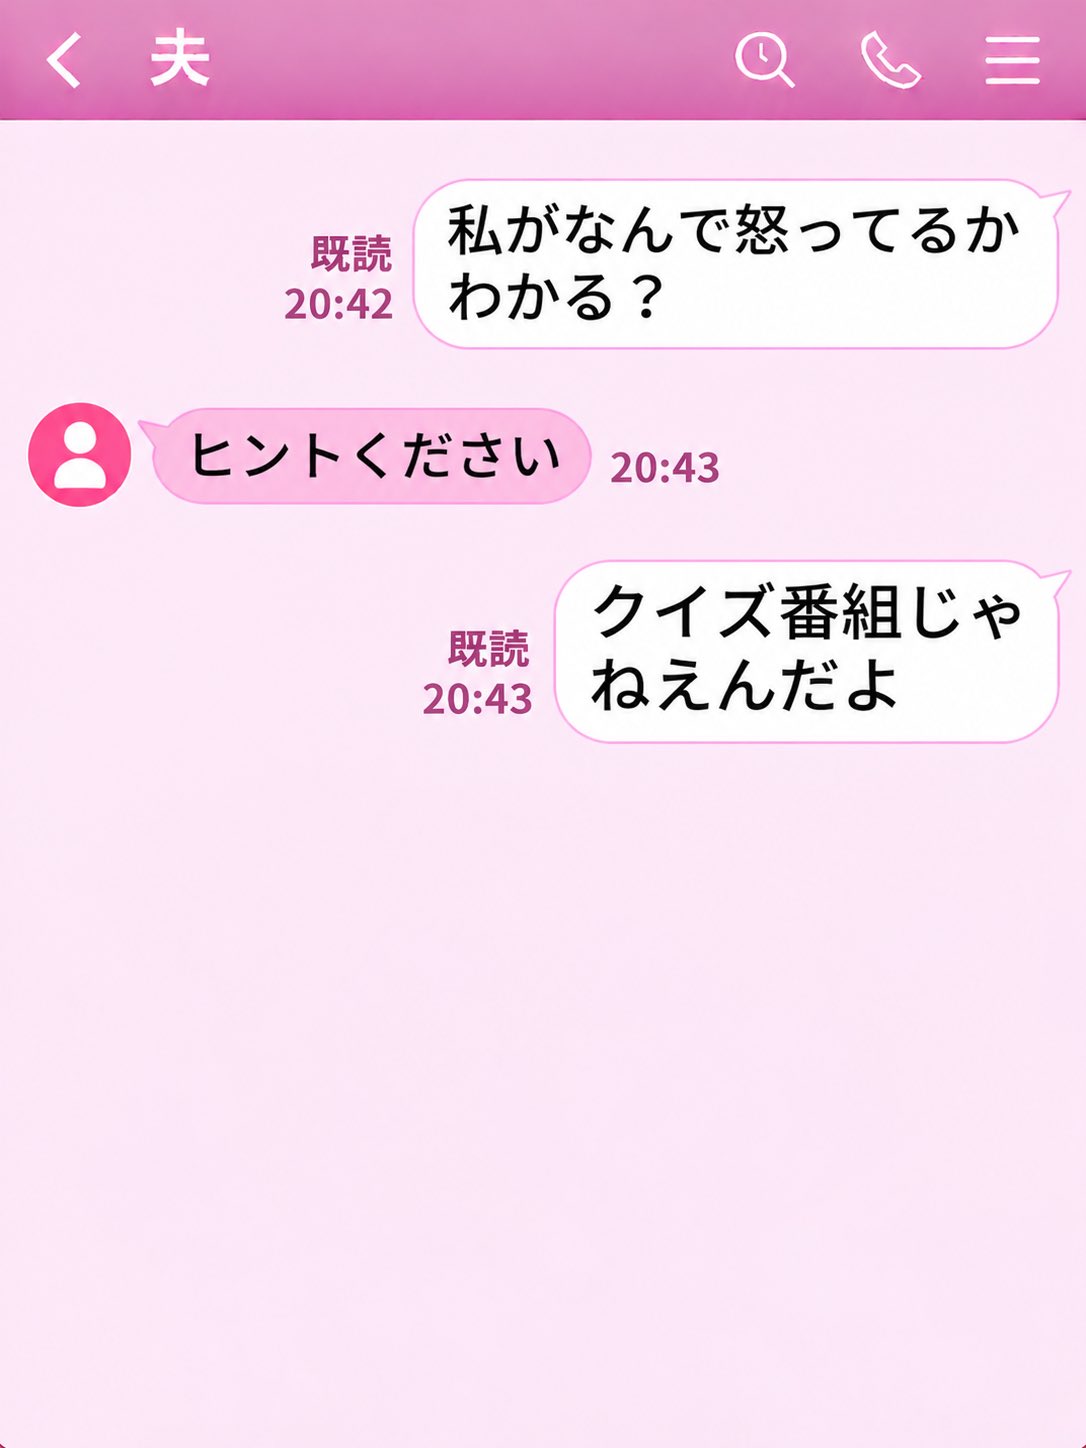 夫
私がなんで怒ってるか
わかる？
既読
20:42
ヒントください
20:43
クイズ番組じゃ
ねえんだよ
既読
20:43